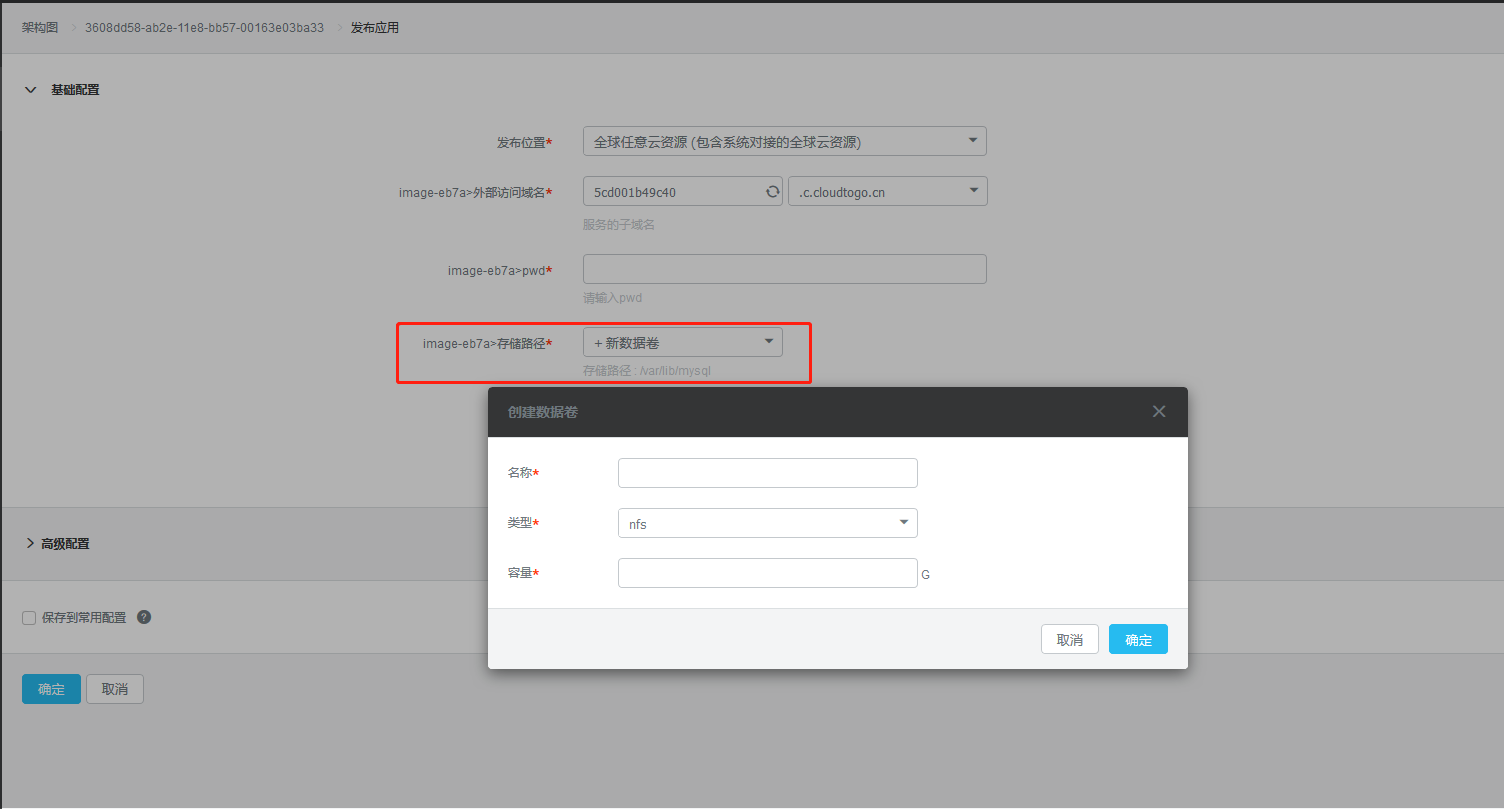 架构图 > 3608dd58-ab2e-11e8-bb57-00163e03ba33 > 发布应用
基础配置
发布位置* 全球任意云资源 (包含系统对接的全球云资源)
image-eb7a>外部访问域名* 5cd001b49c40 .c.cloudtogo.cn
服务的子域名
image-eb7a>pwd*
请输入pwd
image-eb7a>存储路径* + 新数据卷
存储路径 : /var/lib/mysql
创建数据卷
名称*
类型* nfs
容量* G
取消 确定
高级配置
保存到常用配置 ?
确定 取消